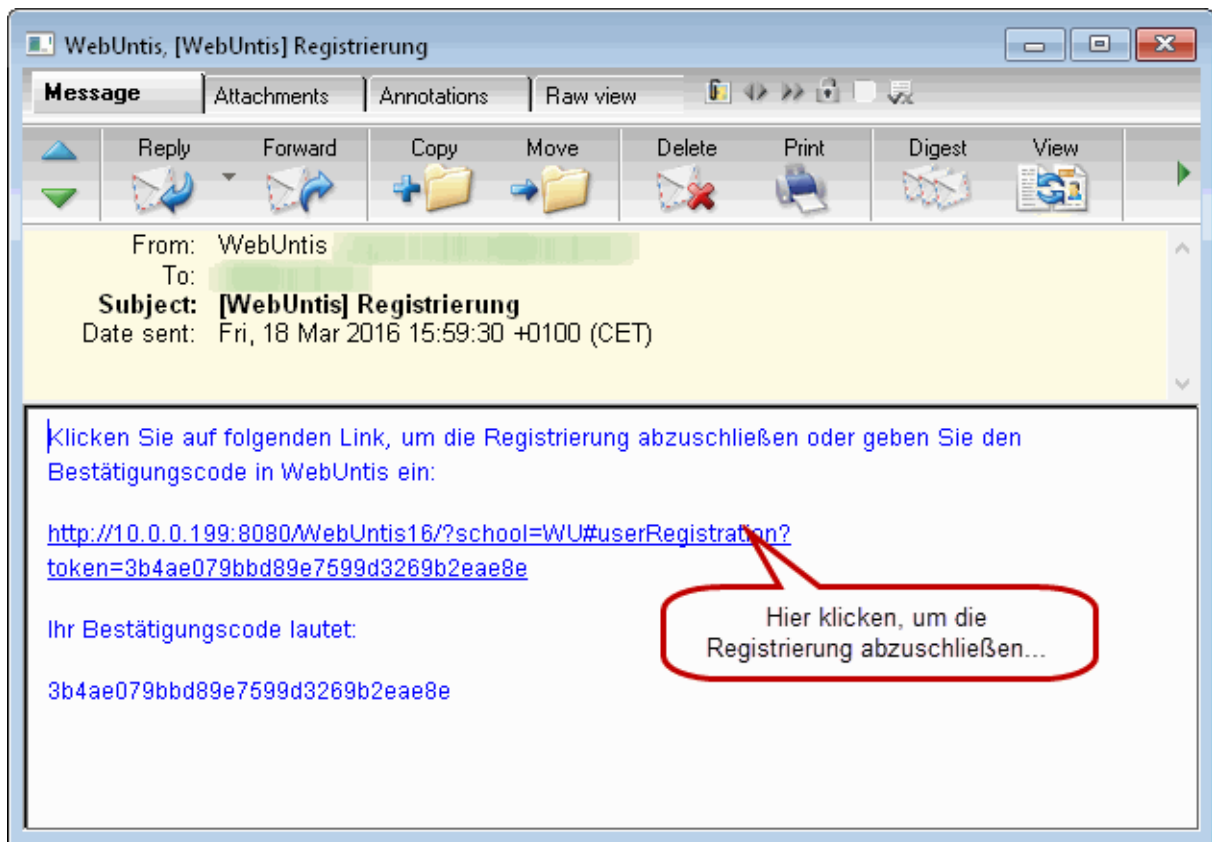 WebUntis, [WebUntis] Registrierung
Message Attachments Annotations Raw view
Reply Forward Copy Move Delete Print Digest View
From: WebUntis
To:
Subject: [WebUntis] Registrierung
Date sent: Fri, 18 Mar 2016 15:59:30 +0100 (CET)
Klicken Sie auf folgenden Link, um die Registrierung abzuschließen oder geben Sie den
Bestätigungscode in WebUntis ein:
http://10.0.0.199:8080/WebUntis16/?school=WU#userRegistration?
token=3b4ae079bbd89e7599d3269b2eae8e
Hier klicken, um die
Registrierung abzuschließen...
Ihr Bestätigungscode lautet:
3b4ae079bbd89e7599d3269b2eae8e